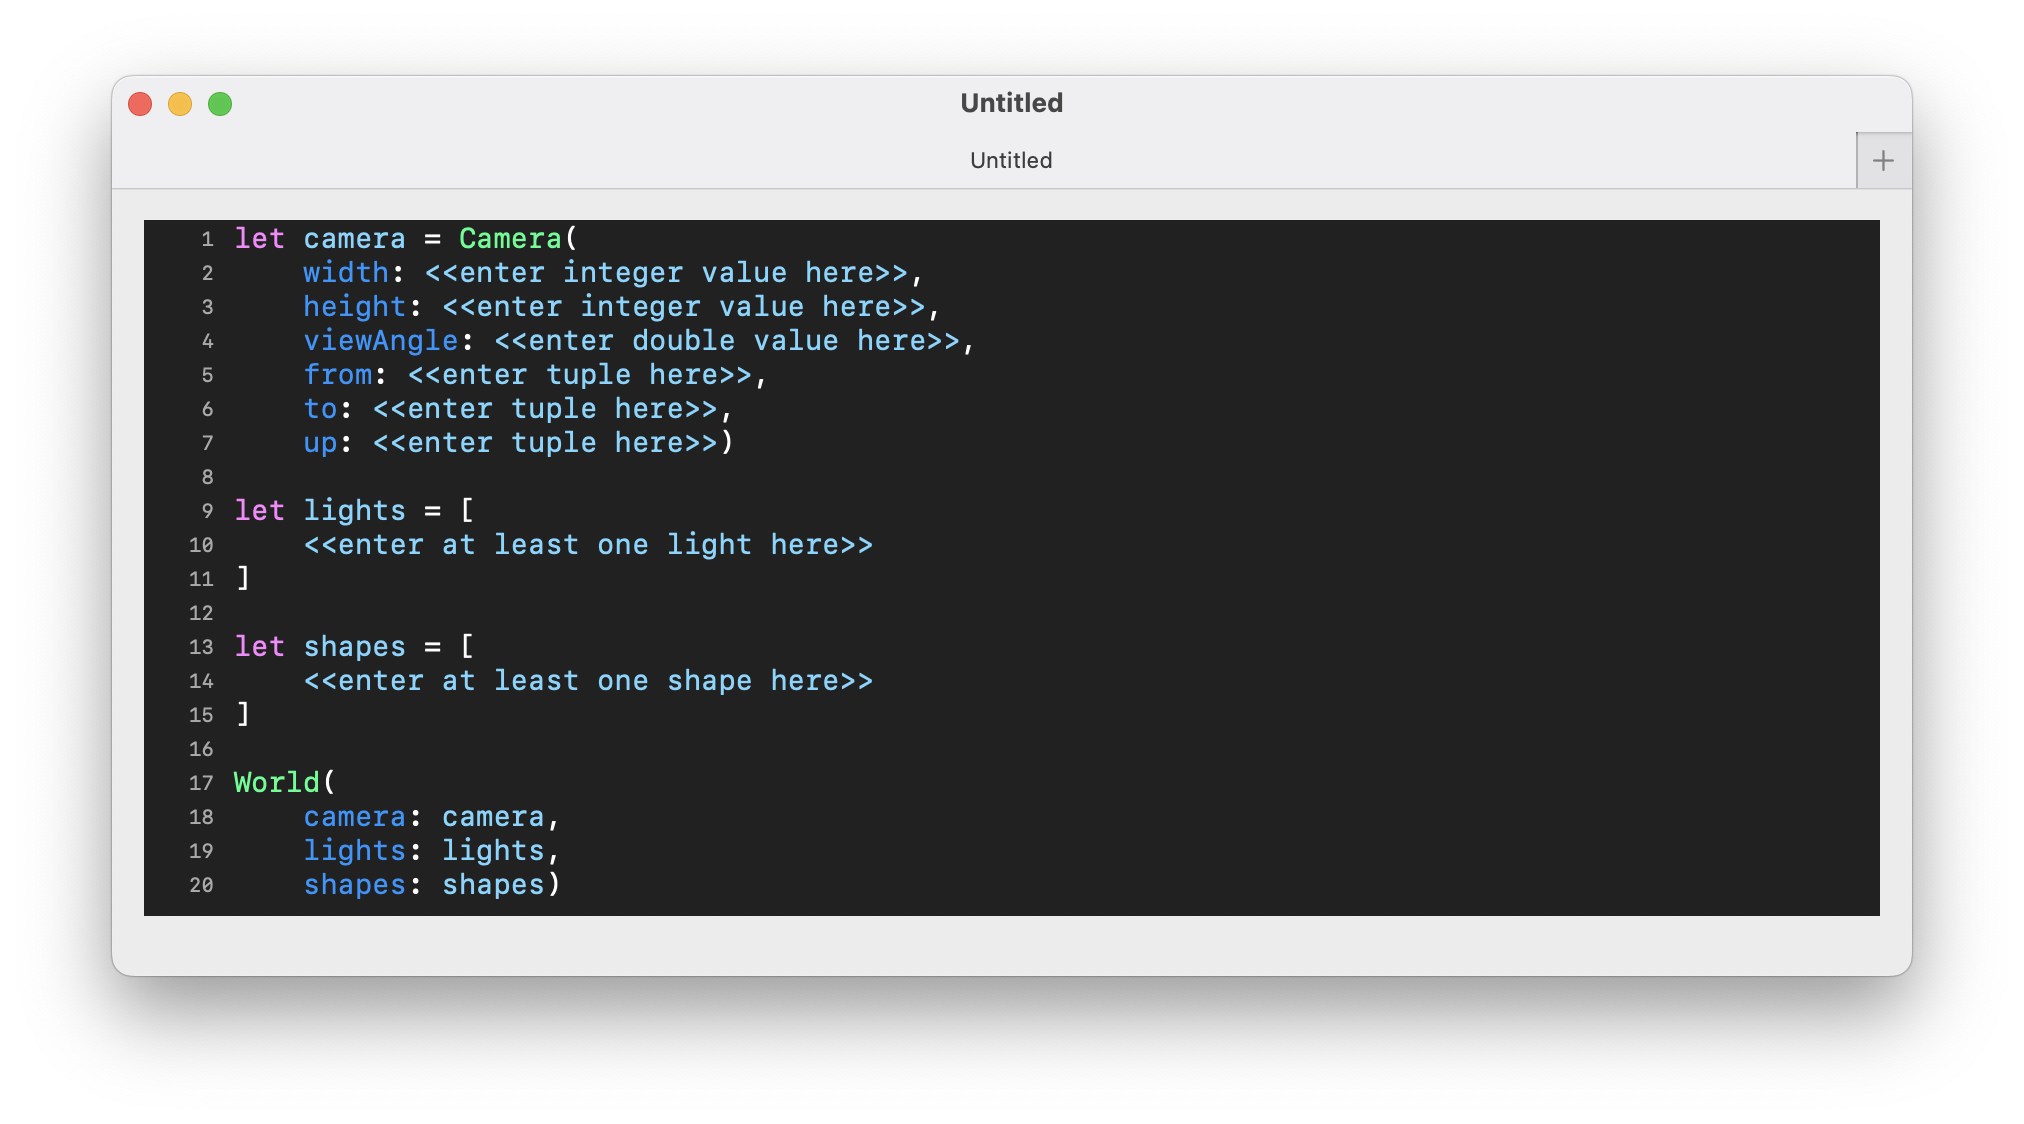 Untitled
Untitled
+
1 let camera = Camera(
2     width: <<enter integer value here>>,
3     height: <<enter integer value here>>,
4     viewAngle: <<enter double value here>>,
5     from: <<enter tuple here>>,
6     to: <<enter tuple here>>,
7     up: <<enter tuple here>>)
8
9 let lights = [
10     <<enter at least one light here>>
11 ]
12
13 let shapes = [
14     <<enter at least one shape here>>
15 ]
16
17 World(
18     camera: camera,
19     lights: lights,
20     shapes: shapes)